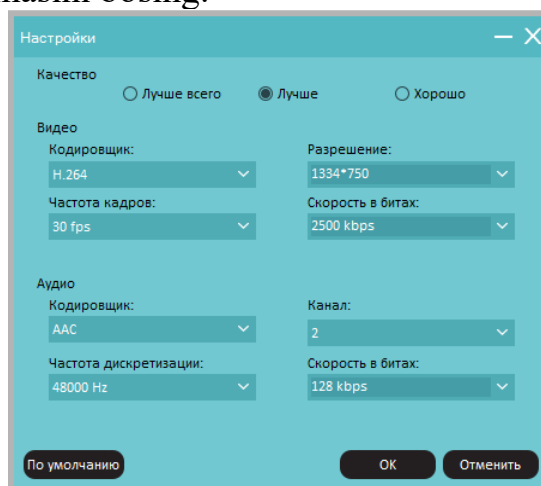 bosing.
Настройки
Качество
Лучше всего Лучше Хорошо
Видео
Кодировщик: Разрешение:
H.264 1334*750
Частота кадров: Скорость в битах:
30 fps 2500 kbps
Аудио
Кодировщик: Канал:
AAC 2
Частота дискретизации: Скорость в битах:
48000 Hz 128 kbps
По умолчанию OK Отменить